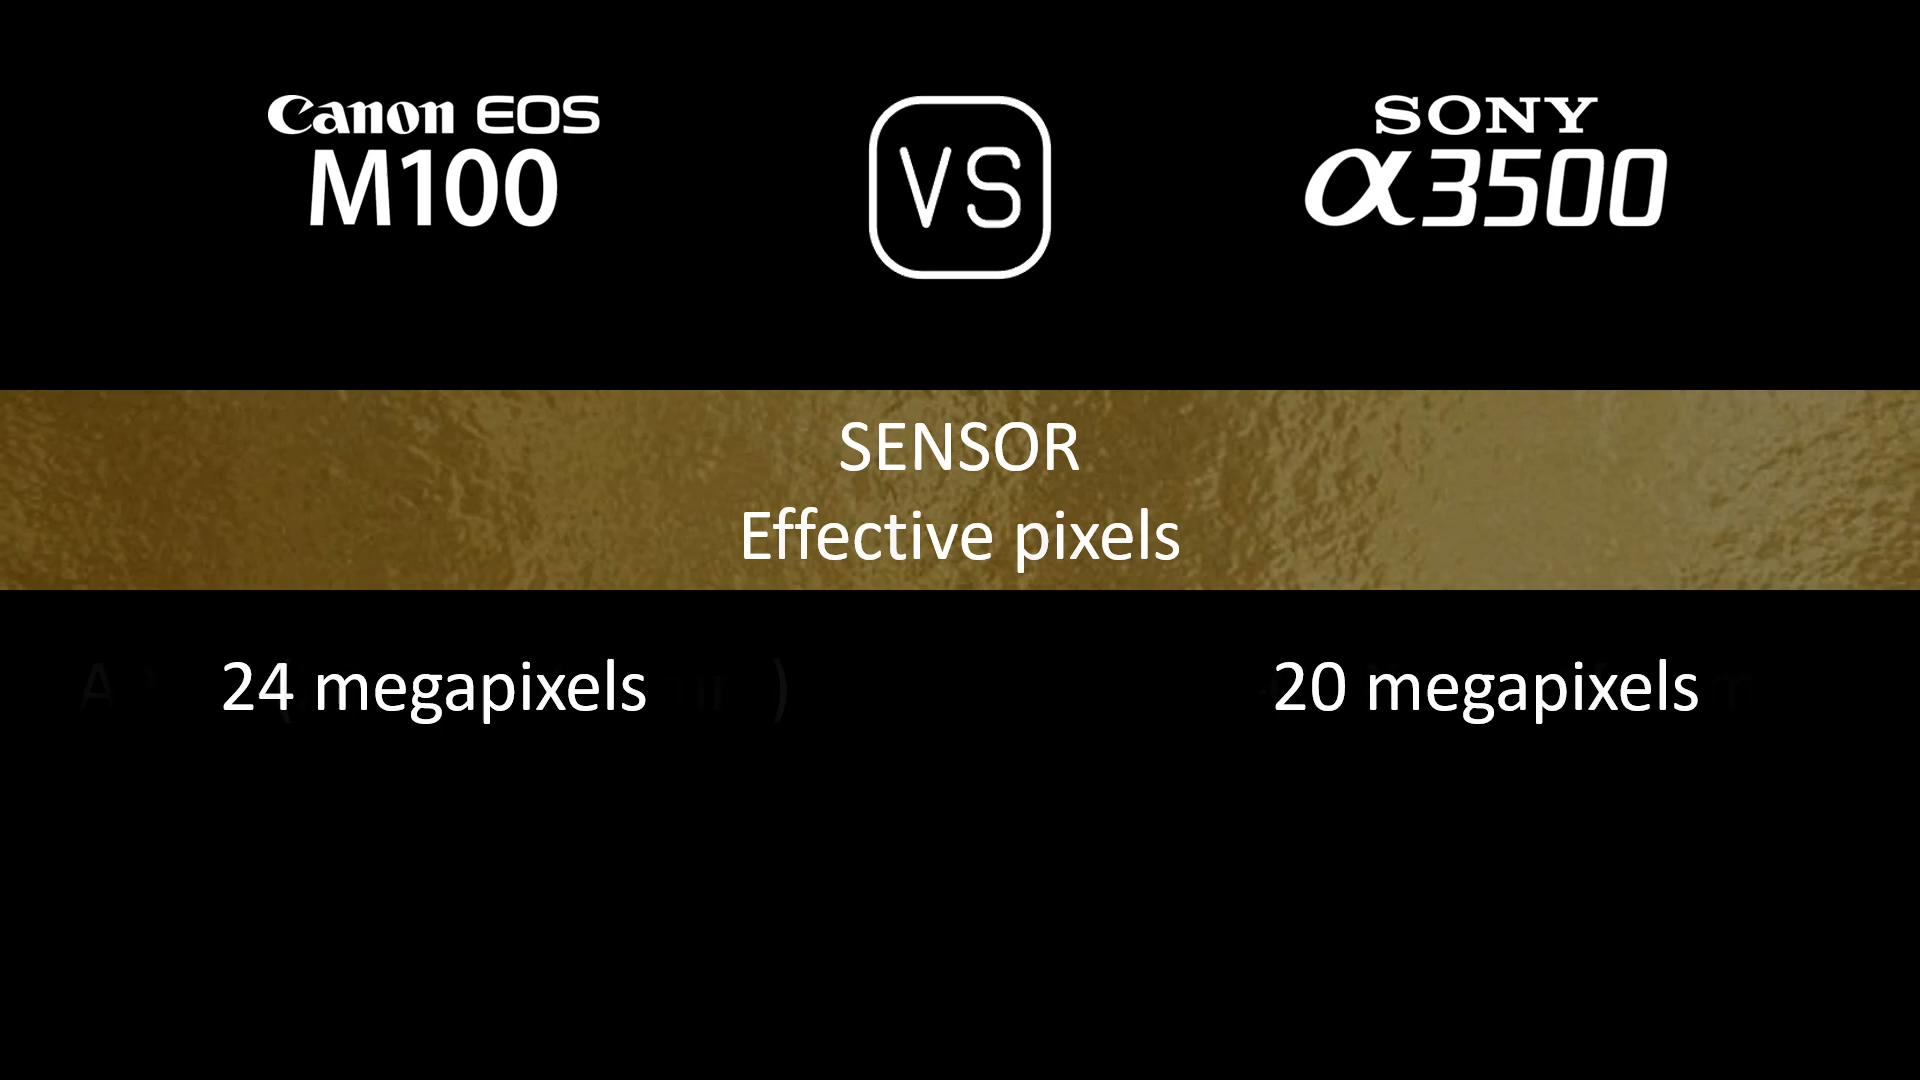 Canon EOS
M100
VS
SONY
α3500
SENSOR
Effective pixels
24 megapixels
20 megapixels